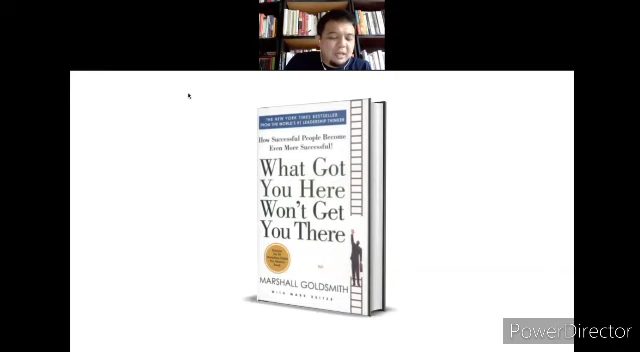 THE NEW YORK TIMES BESTSELLER
FROM THE WORLD'S #1 LEADERSHIP THINKER
How Successful People Become
Even More Successful!
What Got
You Here
Won't Get
You There
MARSHALL GOLDSMITH
WITH MARK REITER
PowerDirector